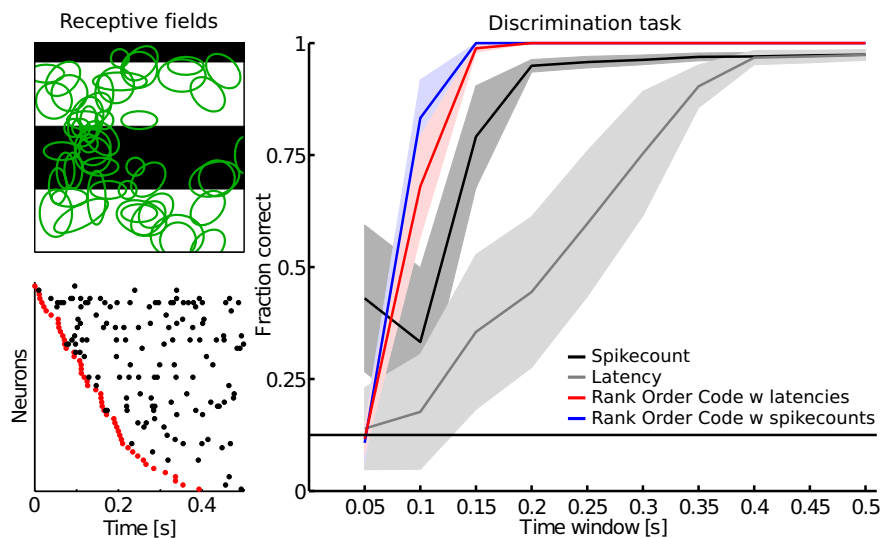 Receptive fields
Neurons
0
0.2
0.4
Time [s]
Discrimination task
Fraction correct
1
0.75
0.5
0.25
0
0.05
0.1
0.15
0.2
0.25
0.3
0.35
0.4
0.45
0.5
Time window [s]
Spikecount
Latency
Rank Order Code w latencies
Rank Order Code w spikecounts